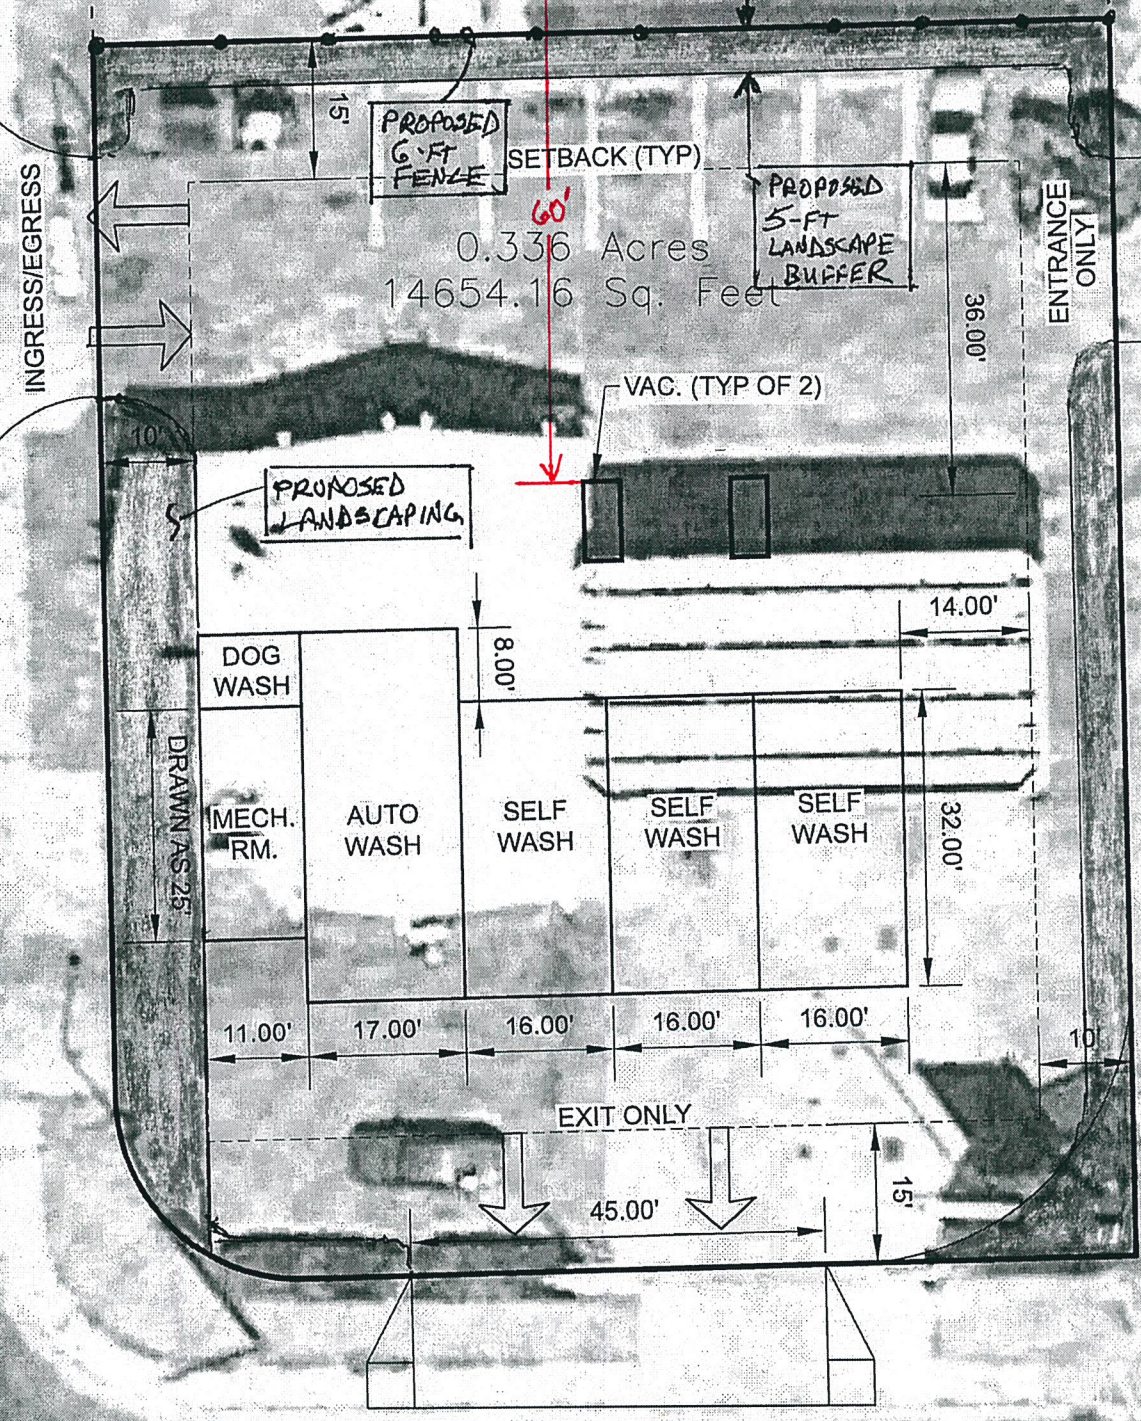 15'
PROPOSED
6-FT
FENCE
SETBACK (TYP)
60'
PROPOSED
5-FT
LANDSCAPE
BUFFER
0.336 Acres
14654.16 Sq. Feet
INGRESS/EGRESS
ENTRANCE
ONLY
36.00'
VAC. (TYP OF 2)
10'
PROPOSED
LANDSCAPING
14.00'
8.00'
DOG
WASH
DRAWN AS 25'
MECH.
RM.
AUTO
WASH
SELF
WASH
SELF
WASH
SELF
WASH
32.00'
11.00'
17.00'
16.00'
16.00'
16.00'
10'
EXIT ONLY
15'
45.00'